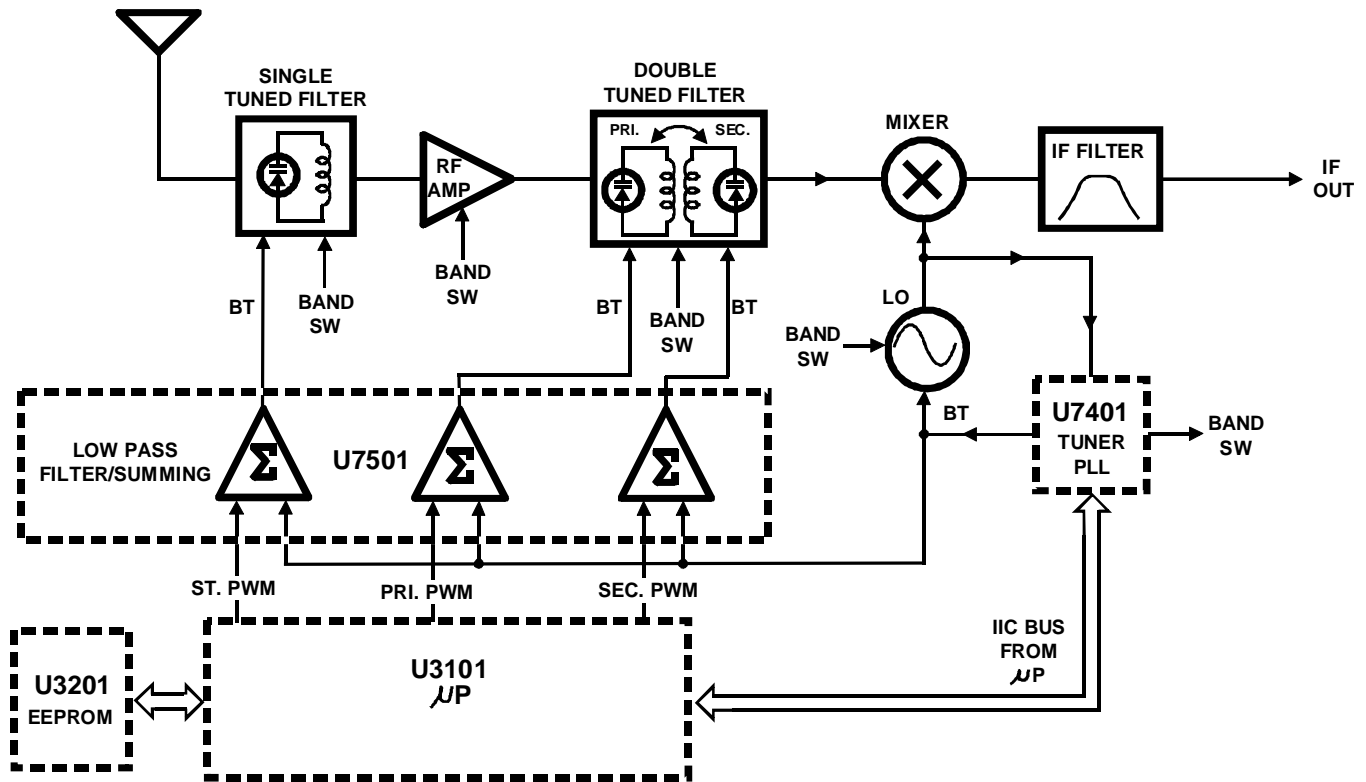 SINGLE
TUNED FILTER
DOUBLE
TUNED FILTER
PRI.
SEC.
RF
AMP
MIXER
IF FILTER
IF
OUT
BAND
SW
BT
BAND
SW
BT
BAND
SW
BT
LO
BAND
SW
BT
U7401
TUNER
PLL
BAND
SW
LOW PASS
FILTER/SUMMING
Σ
U7501
Σ
Σ
ST. PWM
PRI. PWM
SEC. PWM
IIC BUS
FROM
μP
U3201
EEPROM
U3101
μP